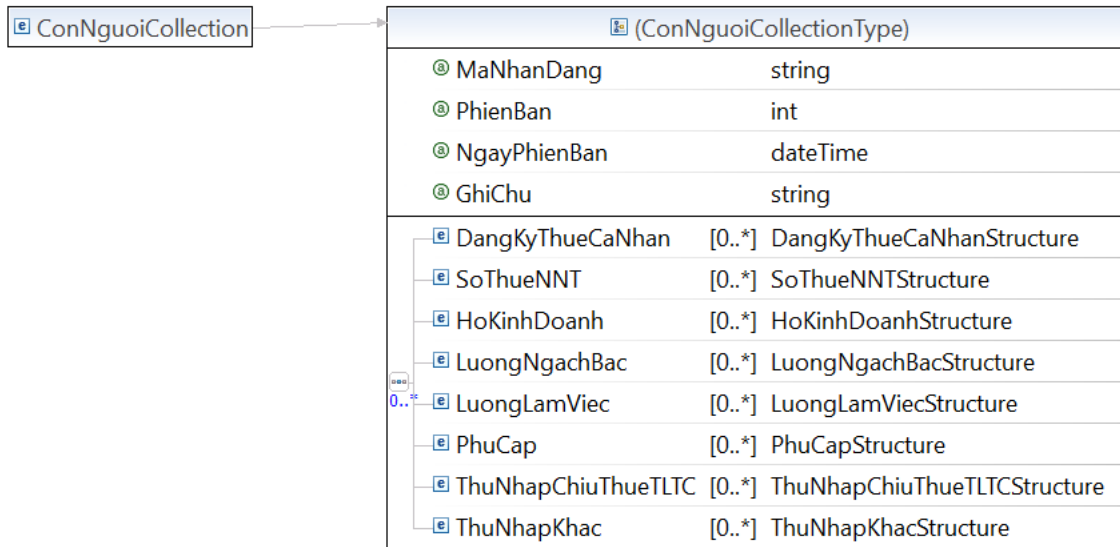 ConNguoiCollection
(ConNguoiCollectionType)
MaNhanDang string
PhienBan int
NgayPhienBan dateTime
GhiChu string
DangKyThueCaNhan [0..*] DangKyThueCaNhanStructure
SoThueNNT [0..*] SoThueNNTStructure
HoKinhDoanh [0..*] HoKinhDoanhStructure
LuongNgachBac [0..*] LuongNgachBacStructure
0..* LuongLamViec [0..*] LuongLamViecStructure
PhuCap [0..*] PhuCapStructure
ThuNhapChiuThueTLTC [0..*] ThuNhapChiuThueTLTCStructure
ThuNhapKhac [0..*] ThuNhapKhacStructure